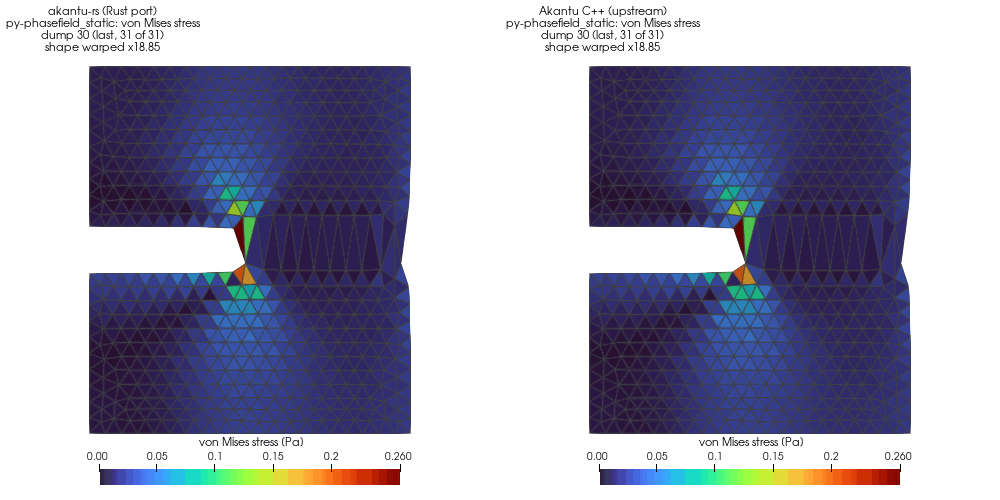 akantu-rs (Rust port)
py-phasefield_static: von Mises stress
dump 30 (last, 31 of 31)
shape warped x18.85
Akantu C++ (upstream)
py-phasefield_static: von Mises stress
dump 30 (last, 31 of 31)
shape warped x18.85
von Mises stress (Pa)
0.00 0.05 0.1 0.15 0.2 0.260
von Mises stress (Pa)
0.00 0.05 0.1 0.15 0.2 0.260